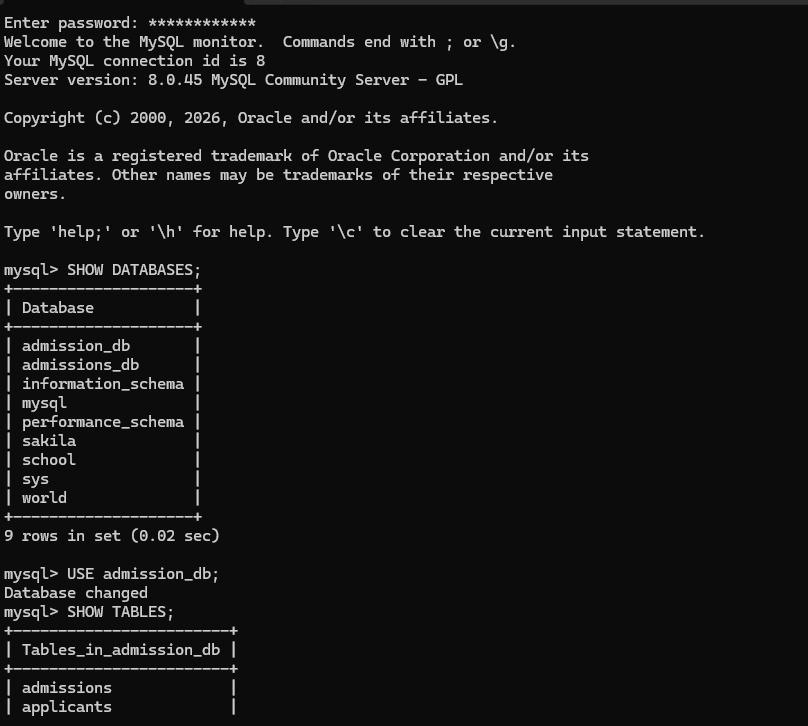 Enter password: ************
Welcome to the MySQL monitor.  Commands end with ; or \g.
Your MySQL connection id is 8
Server version: 8.0.45 MySQL Community Server - GPL

Copyright (c) 2000, 2026, Oracle and/or its affiliates.

Oracle is a registered trademark of Oracle Corporation and/or its
affiliates. Other names may be trademarks of their respective
owners.

Type 'help;' or '\h' for help. Type '\c' to clear the current input statement.

mysql> SHOW DATABASES;
+--------------------+
| Database           |
+--------------------+
| admission_db       |
| admissions_db      |
| information_schema |
| mysql              |
| performance_schema |
| sakila             |
| school             |
| sys                |
| world              |
+--------------------+
9 rows in set (0.02 sec)

mysql> USE admission_db;
Database changed
mysql> SHOW TABLES;
+------------------------+
| Tables_in_admission_db |
+------------------------+
| admissions             |
| applicants             |